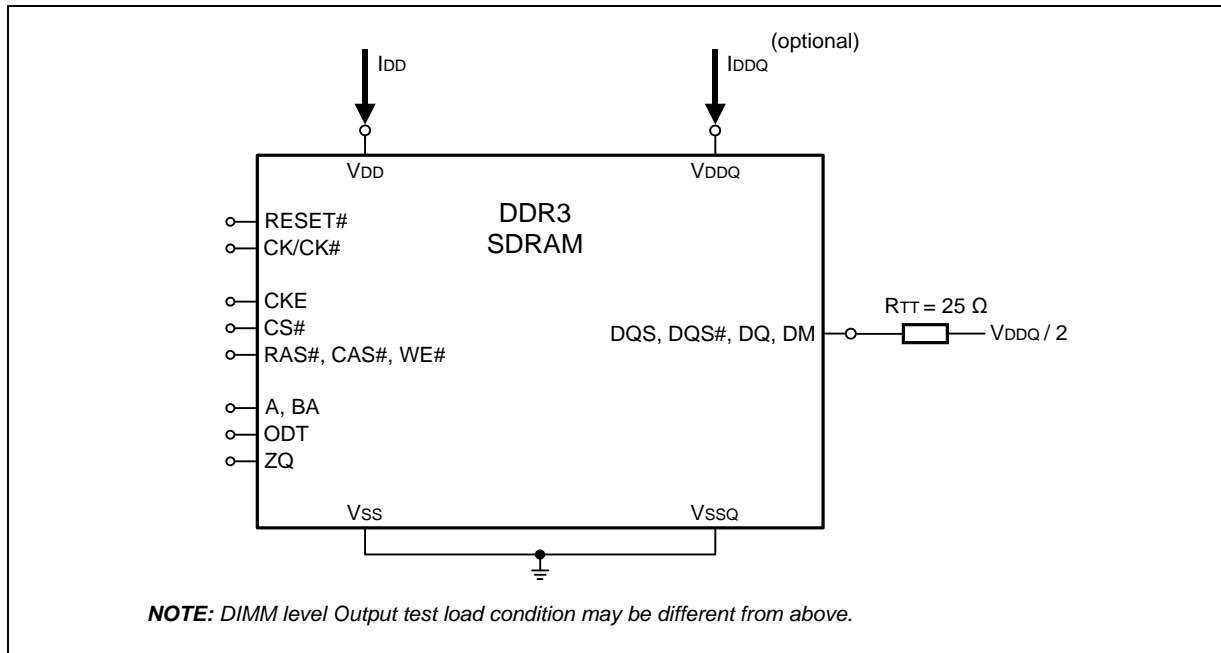 (optional)
IDD
IDDQ
VDD
VDDQ
DDR3
SDRAM
RESET#
CK/CK#
CKE
CS#
RAS#, CAS#, WE#
A, BA
ODT
ZQ
DQS, DQS#, DQ, DM
RTT = 25 Ω
VDDQ / 2
VSS
VSSQ
NOTE: DIMM level Output test load condition may be different from above.